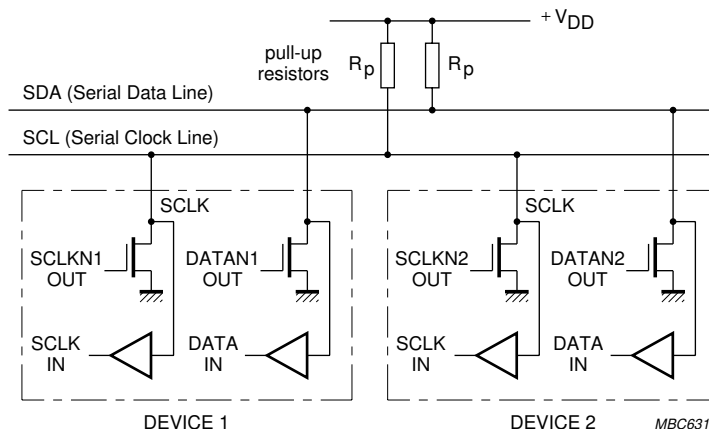 + VDD
pull-up
resistors
Rp
Rp
SDA (Serial Data Line)
SCL (Serial Clock Line)
SCLK
SCLK
SCLKN1
OUT
DATAN1
OUT
SCLKN2
OUT
DATAN2
OUT
SCLK
IN
DATA
IN
SCLK
IN
DATA
IN
DEVICE 1
DEVICE 2
MBC631